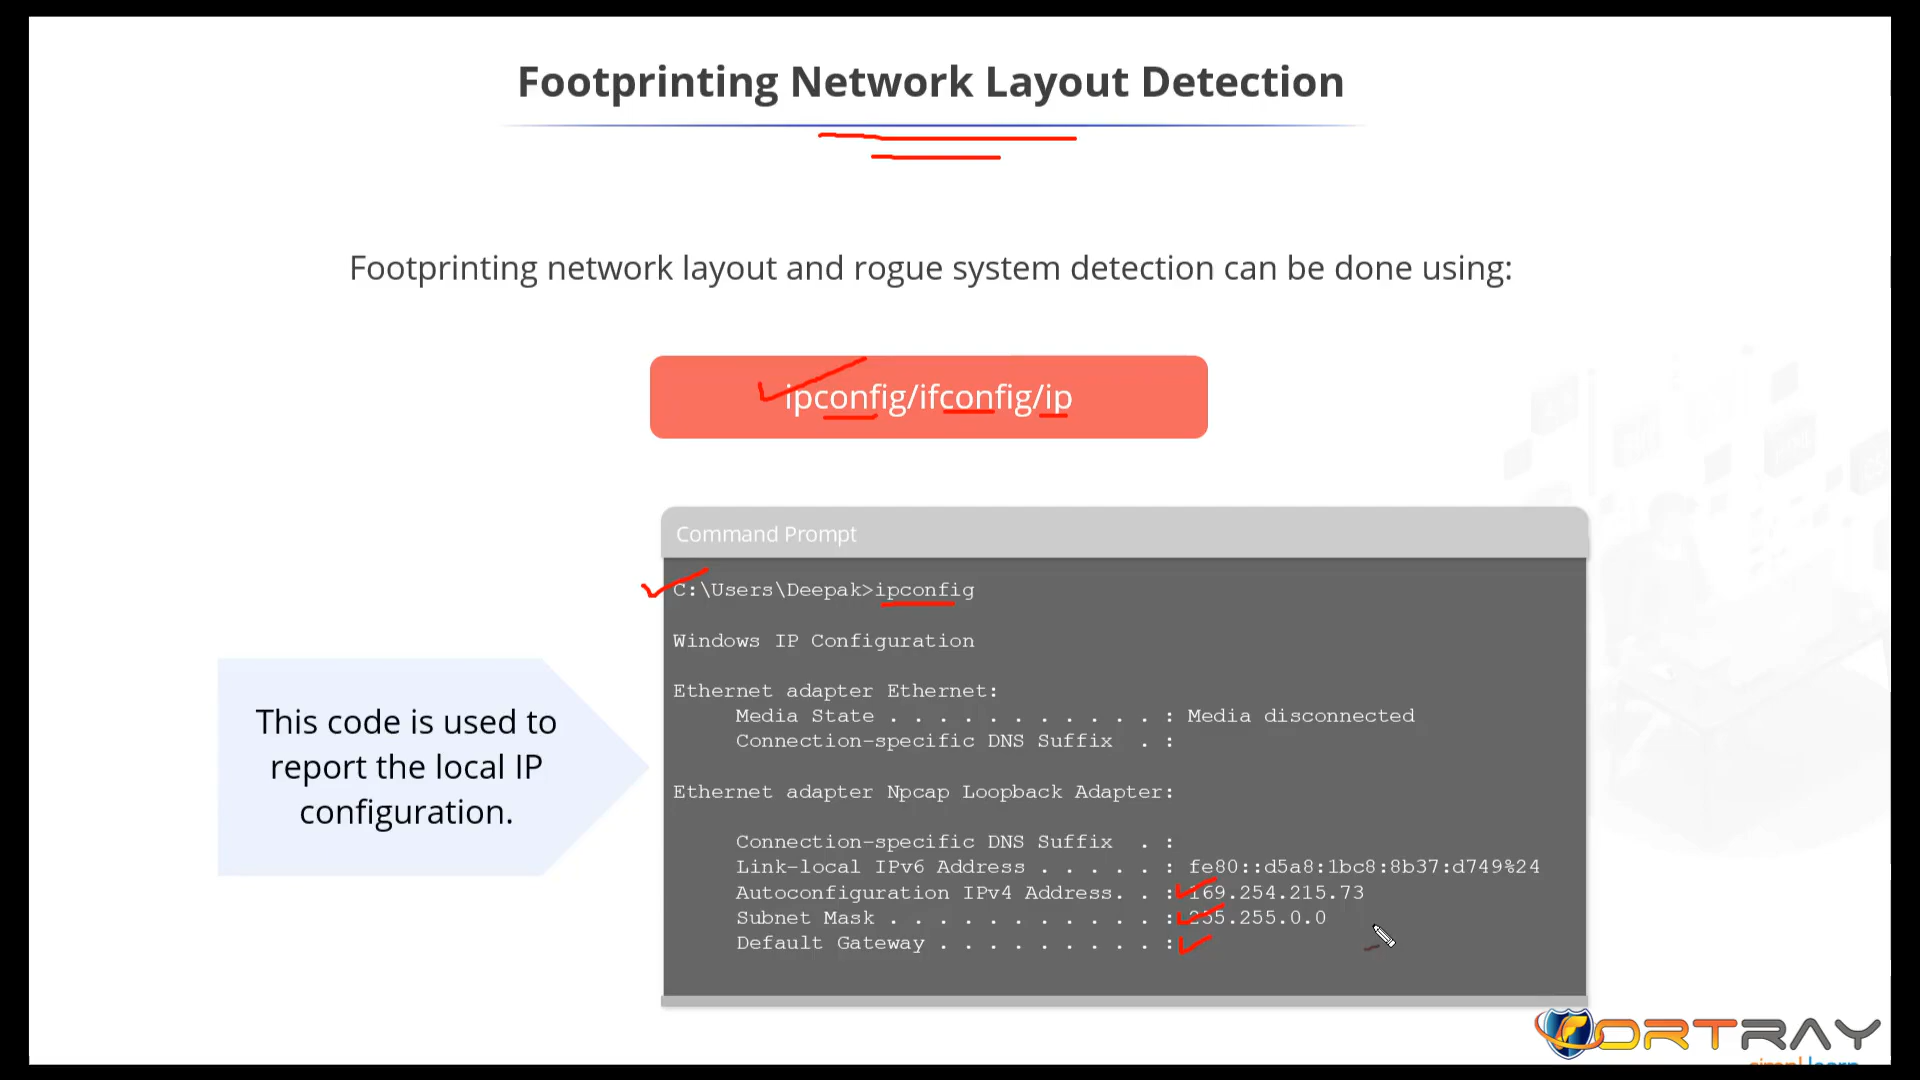 Footprinting Network Layout Detection
Footprinting network layout and rogue system detection can be done using:
ipconfig/ifconfig/ip
Command Prompt
C:\Users\Deepak>ipconfig
Windows IP Configuration
Ethernet adapter Ethernet:
Media State . . . . . . . . . . . : Media disconnected
Connection-specific DNS Suffix . :
Ethernet adapter Npcap Loopback Adapter:
Connection-specific DNS Suffix . :
Link-local IPv6 Address . . . . . : fe80::d5a8:1bc8:8b37:d749%24
Autoconfiguration IPv4 Address. . : 169.254.215.73
Subnet Mask . . . . . . . . . . . : 255.255.0.0
Default Gateway . . . . . . . . . :
This code is used to
report the local IP
configuration.
FORTRAY